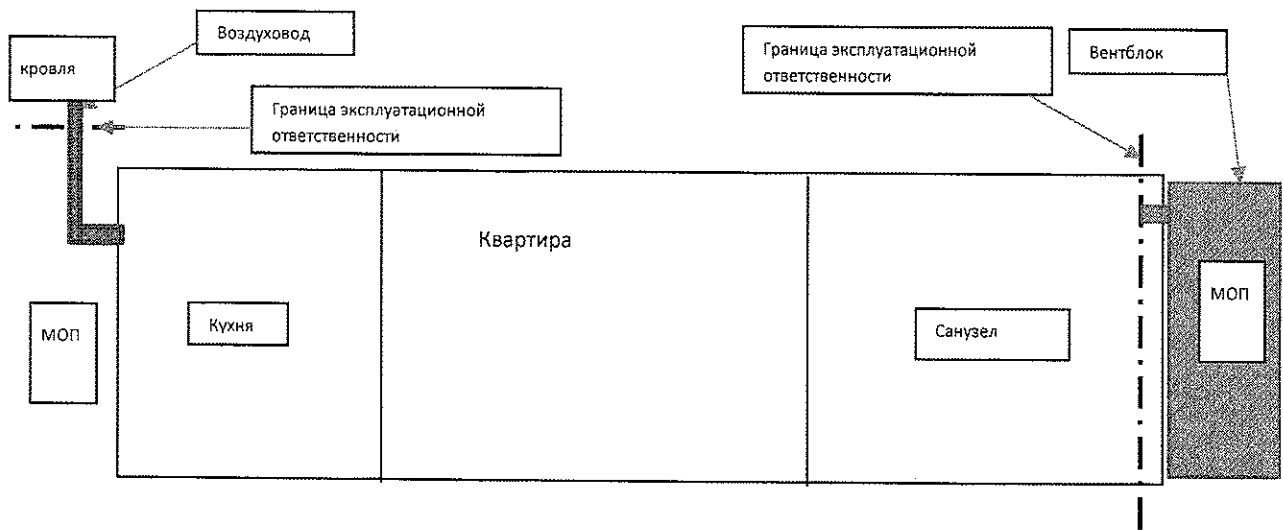 Воздуховод
кровля
Граница эксплуатационной
ответственности
Граница эксплуатационной
ответственности
Вентблок
Квартира
МОП
Кухня
Санузел
МОП